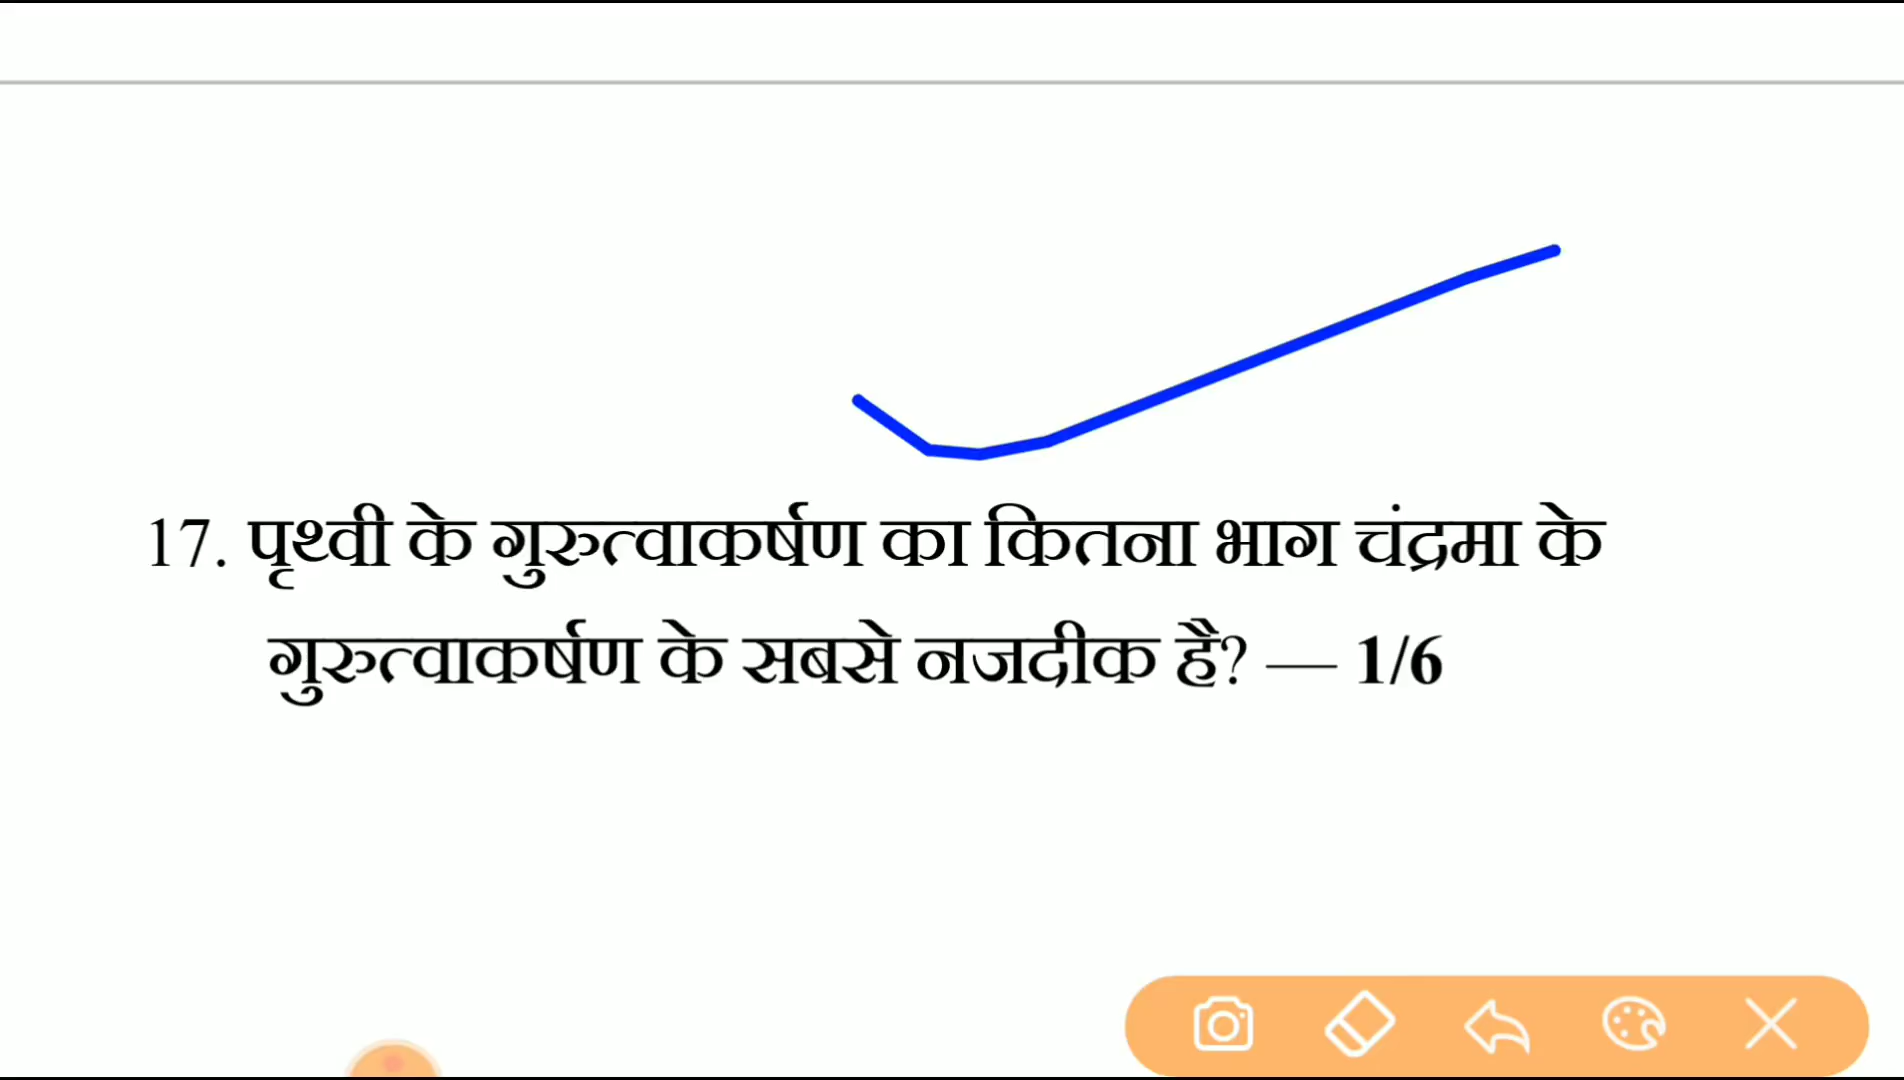 17. पृथ्वी के गुरुत्वाकर्षण का कितना भाग चंद्रमा के
गुरुत्वाकर्षण के सबसे नजदीक है? — 1/6